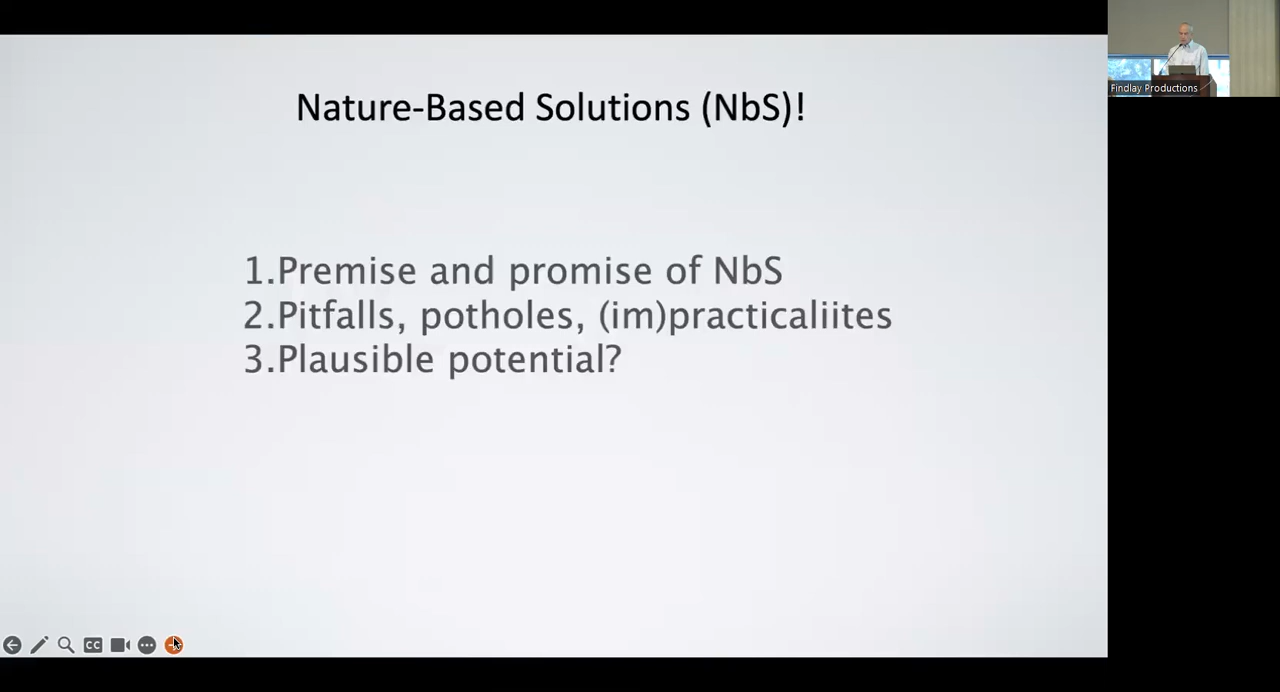 Nature-Based Solutions (NbS)!
1.Premise and promise of NbS
2.Pitfalls, potholes, (im)practicaliites
3.Plausible potential?
Findlay Productions
CC